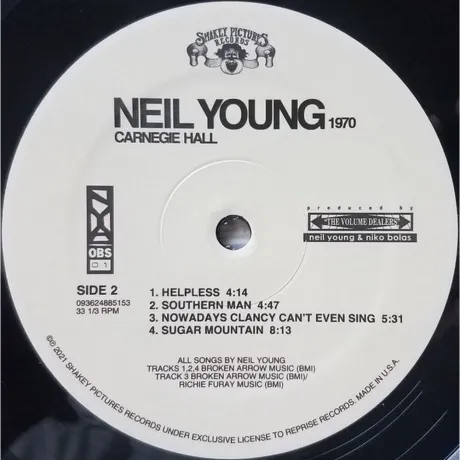 SHAKEY PICTURES
RECORDS
NEIL YOUNG 1970
CARNEGIE HALL
produced by
"THE VOLUME DEALERS"
neil young & niko bolas
OBS
01
SIDE 2
093624885153
33 1/3 RPM
1. HELPLESS 4:14
2. SOUTHERN MAN 4:47
3. NOWADAYS CLANCY CAN'T EVEN SING 5:31
4. SUGAR MOUNTAIN 8:13
ALL SONGS BY NEIL YOUNG
TRACKS 1,2,4 BROKEN ARROW MUSIC (BMI)
TRACK 3 BROKEN ARROW MUSIC (BMI)/
RICHIE FURAY MUSIC (BMI)
©℗ 2021 SHAKEY PICTURES RECORDS UNDER EXCLUSIVE LICENSE TO REPRISE RECORDS. MADE IN U.S.A.